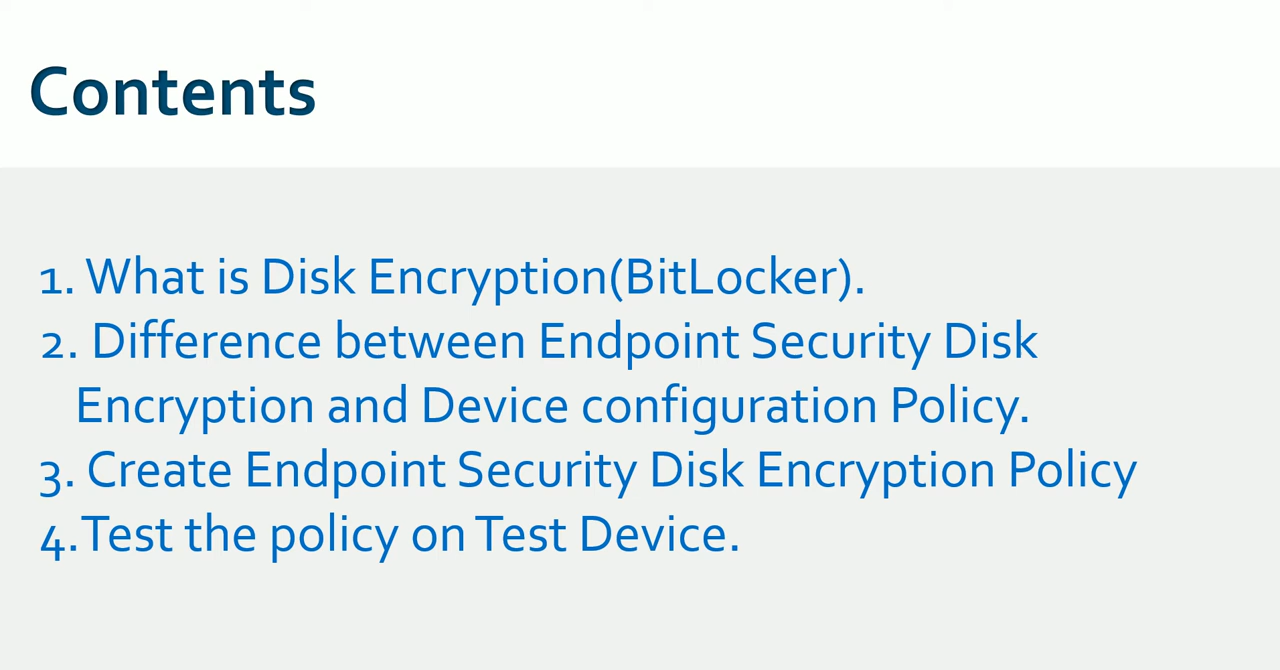 Contents
1. What is Disk Encryption(BitLocker).
2. Difference between Endpoint Security Disk
Encryption and Device configuration Policy.
3. Create Endpoint Security Disk Encryption Policy
4.Test the policy on Test Device.